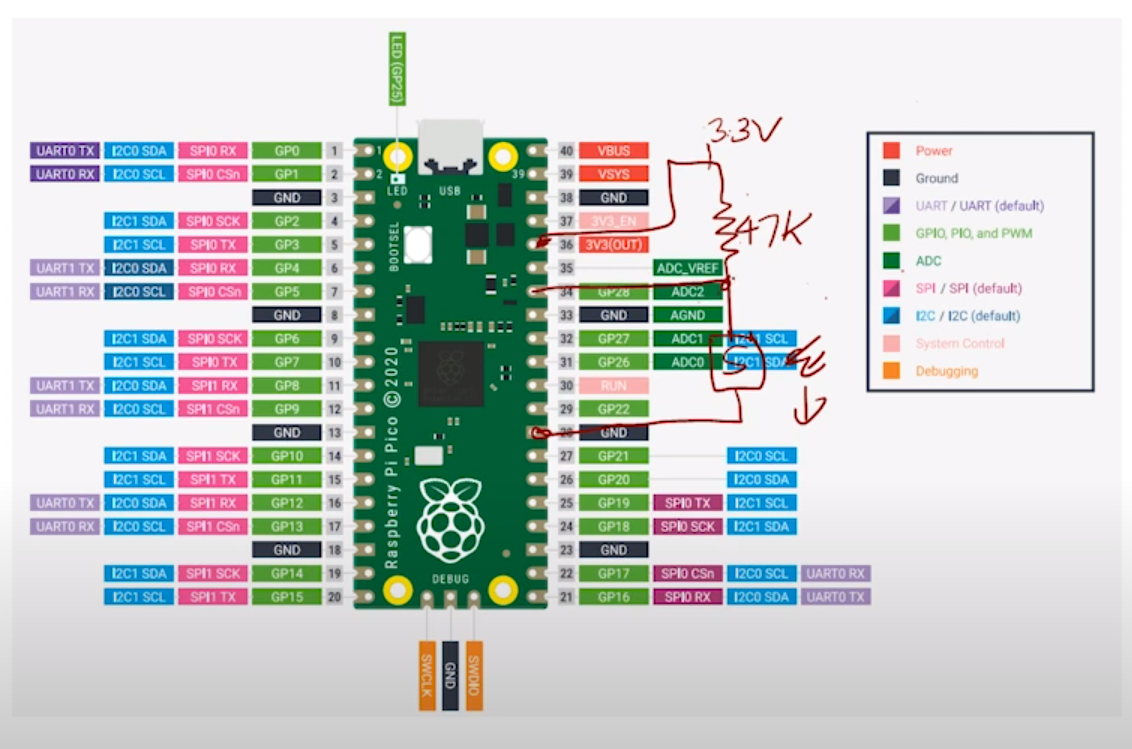 LED (GP25)
3.3V
UART0 TX I2C0 SDA SPI0 RX GP0 1 1 40 VBUS
UART0 RX I2C0 SCL SPI0 CSn GP1 2 2 LED USB 39 39 VSYS
GND 3 38 GND
I2C1 SDA SPI0 SCK GP2 4 37 3V3_EN
I2C1 SCL SPI0 TX GP3 5 BOOTSEL 36 3V3(OUT) 47K
UART1 TX I2C0 SDA SPI0 RX GP4 6 35 ADC_VREF
UART1 RX I2C0 SCL SPI0 CSn GP5 7 34 GP28 ADC2
GND 8 33 GND AGND
I2C1 SDA SPI0 SCK GP6 9 32 GP27 ADC1 I2C1 SCL
I2C1 SCL SPI0 TX GP7 10 31 GP26 ADC0 I2C1 SDA
UART1 TX I2C0 SDA SPI1 RX GP8 11 30 RUN
UART1 RX I2C0 SCL SPI1 CSn GP9 12 29 GP22
GND 13 28 GND
I2C1 SDA SPI1 SCK GP10 14 27 GP21 I2C0 SCL
I2C1 SCL SPI1 TX GP11 15 26 GP20 I2C0 SDA
UART0 TX I2C0 SDA SPI1 RX GP12 16 25 GP19 SPI0 TX I2C1 SCL
UART0 RX I2C0 SCL SPI1 CSn GP13 17 24 GP18 SPI0 SCK I2C1 SDA
GND 18 23 GND
I2C1 SDA SPI1 SCK GP14 19 22 GP17 SPI0 CSn I2C0 SCL UART0 RX
I2C1 SCL SPI1 TX GP15 20 21 GP16 SPI0 RX I2C0 SDA UART0 TX
Raspberry Pi Pico ©2020
DEBUG
SWCLK
GND
SWDIO
Power
Ground
UART / UART (default)
GPIO, PIO, and PWM
ADC
SPI / SPI (default)
I2C / I2C (default)
System Control
Debugging